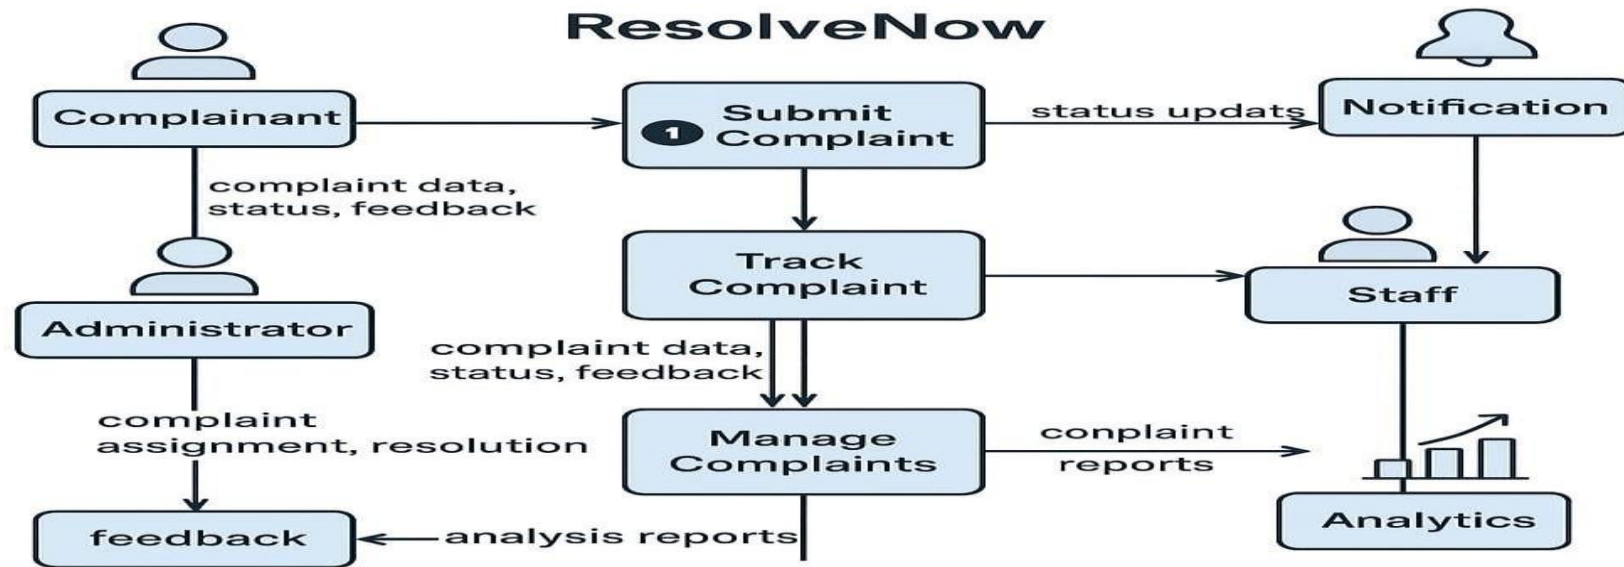 ResolveNow
Complainant
1
Submit
Complaint
status updats
Notification
complaint data,
status, feedback
Track
Complaint
Staff
Administrator
complaint data,
status, feedback
complaint
assignment, resolution
Manage
Complaints
conplaint
reports
feedback
analysis reports
Analytics